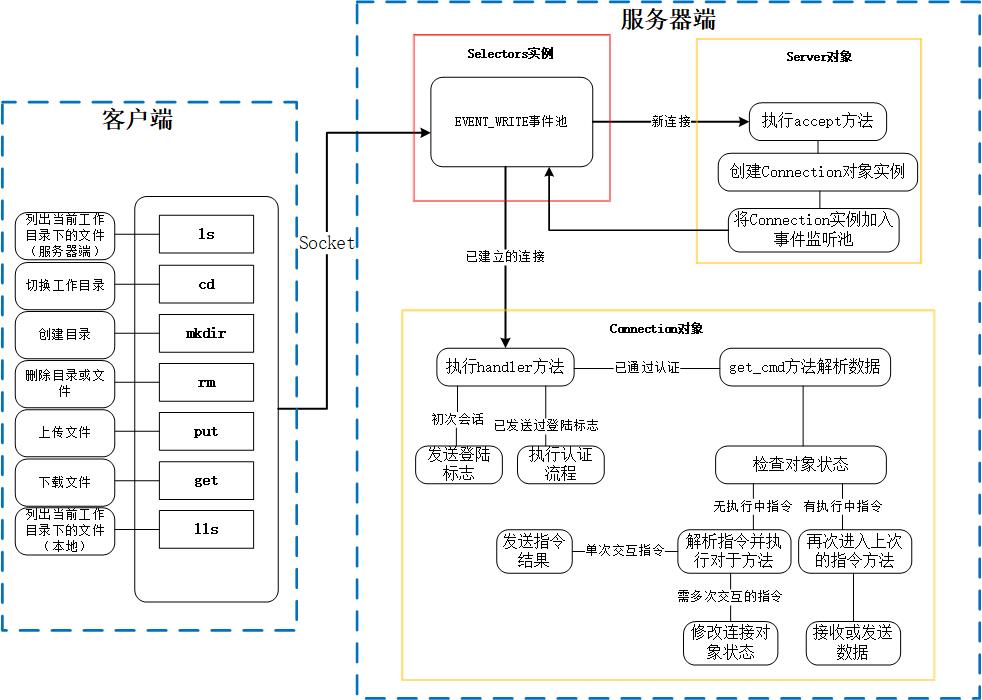 服务器端
Selectors实例
EVENT_WRITE事件池
新连接
Server对象
执行accept方法
创建Connection对象实例
将Connection实例加入
事件监听池
客户端
列出当前工作
目录下的文件
（服务器端）
ls
切换工作目录
cd
创建目录
mkdir
删除目录或文
件
rm
上传文件
put
下载文件
get
列出当前工作
目录下的文件
（本地）
lls
Socket
已建立的连接
Connection对象
执行handler方法
已通过认证
get_cmd方法解析数据
初次会话
已发送过登陆标志
发送登陆
标志
执行认证
流程
检查对象状态
无执行中指令
有执行中指令
发送指令
结果
单次交互指令
解析指令并执
行对于方法
再次进入上次
的指令方法
需多次交互的指令
修改连接对
象状态
接收或发送
数据